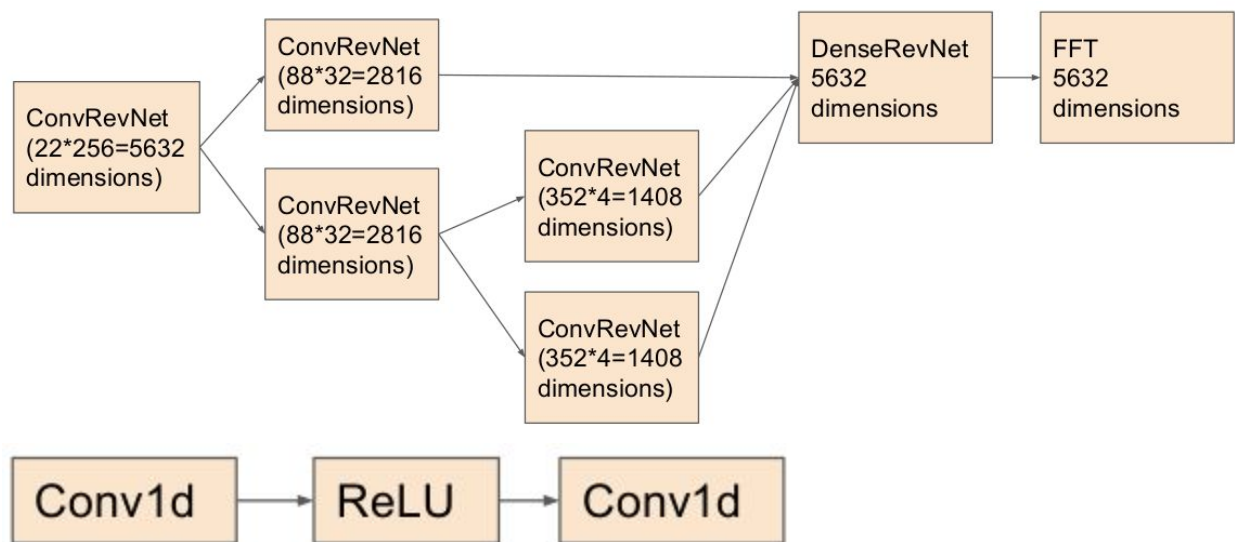 ConvRevNet
(22*256=5632
dimensions)
ConvRevNet
(88*32=2816
dimensions)
ConvRevNet
(88*32=2816
dimensions)
ConvRevNet
(352*4=1408
dimensions)
ConvRevNet
(352*4=1408
dimensions)
DenseRevNet
5632
dimensions
FFT
5632
dimensions
Conv1d
ReLU
Conv1d